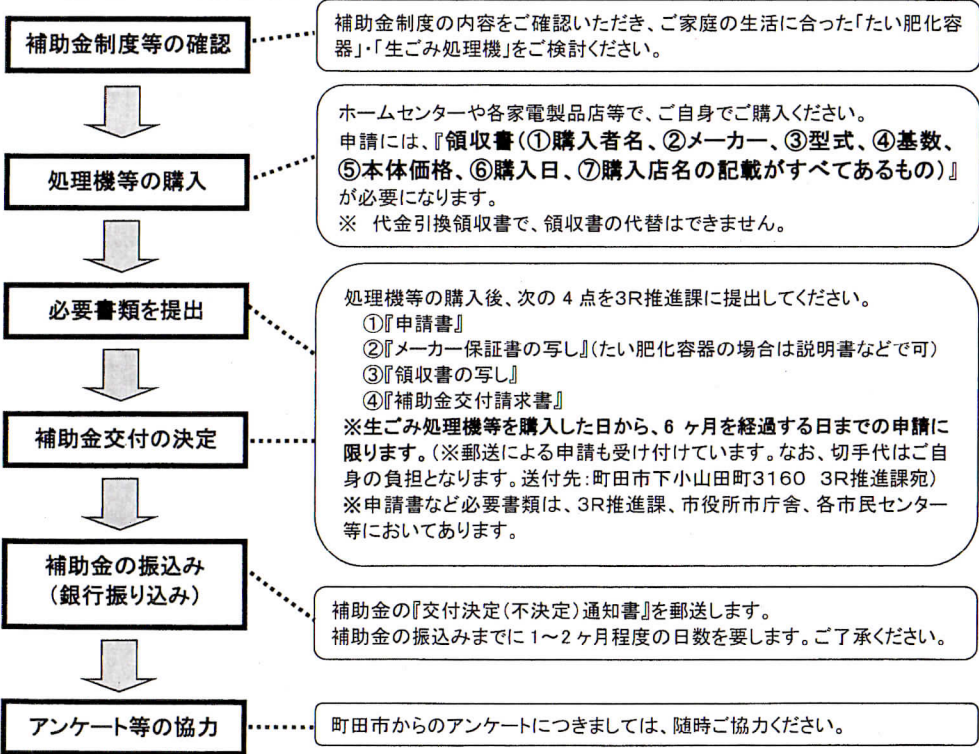 補助金制度等の確認
補助金制度の内容をご確認いただき、ご家庭の生活に合った「たい肥化容
器」・「生ごみ処理機」をご検討ください。
処理機等の購入
ホームセンターや各家電製品店等で、ご自身でご購入ください。
申請には、『領収書(①購入者名、②メーカー、③型式、④基数、
⑤本体価格、⑥購入日、⑦購入店名の記載がすべてあるもの)』
が必要になります。
※ 代金引換領収書で、領収書の代替はできません。
必要書類を提出
補助金交付の決定
処理機等の購入後、次の4点を3R推進課に提出してください。
①『申請書』
②『メーカー保証書の写し』(たい肥化容器の場合は説明書などで可)
③『領収書の写し』
④『補助金交付請求書』
※生ごみ処理機等を購入した日から、6ヶ月を経過する日までの申請に
限ります。(※郵送による申請も受け付けています。なお、切手代はご自
身の負担となります。送付先:町田市下小山田町3160 3R推進課宛)
※申請書など必要書類は、3R推進課、市役所市庁舎、各市民センター
等においてあります。
補助金の振込み
(銀行振り込み)
補助金の『交付決定(不決定)通知書』を郵送します。
補助金の振込みまでに1~2ヶ月程度の日数を要します。ご了承ください。
アンケート等の協力
町田市からのアンケートにつきましては、随時ご協力ください。